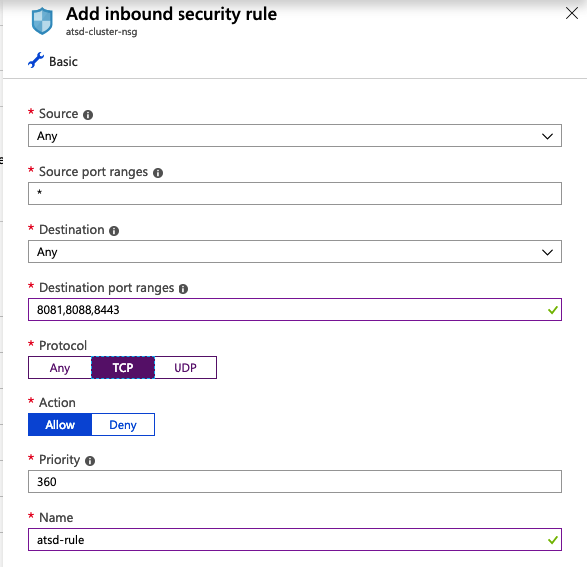 Add inbound security rule
atsd-cluster-nsg
Basic
* Source
Any
* Source port ranges
*
* Destination
Any
* Destination port ranges
8081,8088,8443
* Protocol
Any TCP UDP
* Action
Allow Deny
* Priority
360
* Name
atsd-rule